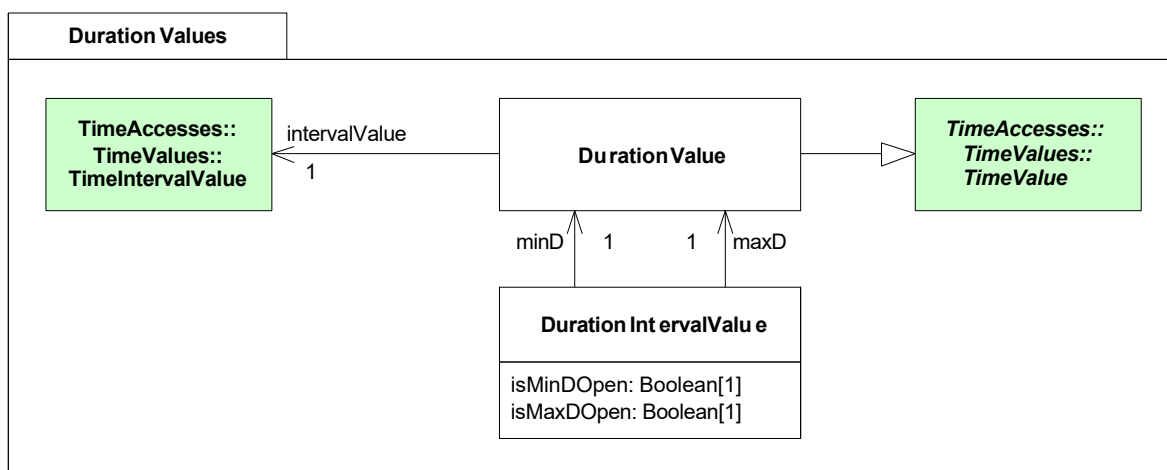 Duration Values
TimeAccesses::
TimeValues::
TimeIntervalValue
intervalValue
1
DurationValue
TimeAccesses::
TimeValues::
TimeValue
minD
1
1
maxD
DurationIntervalValue
isMinDOpen: Boolean[1]
isMaxDOpen: Boolean[1]